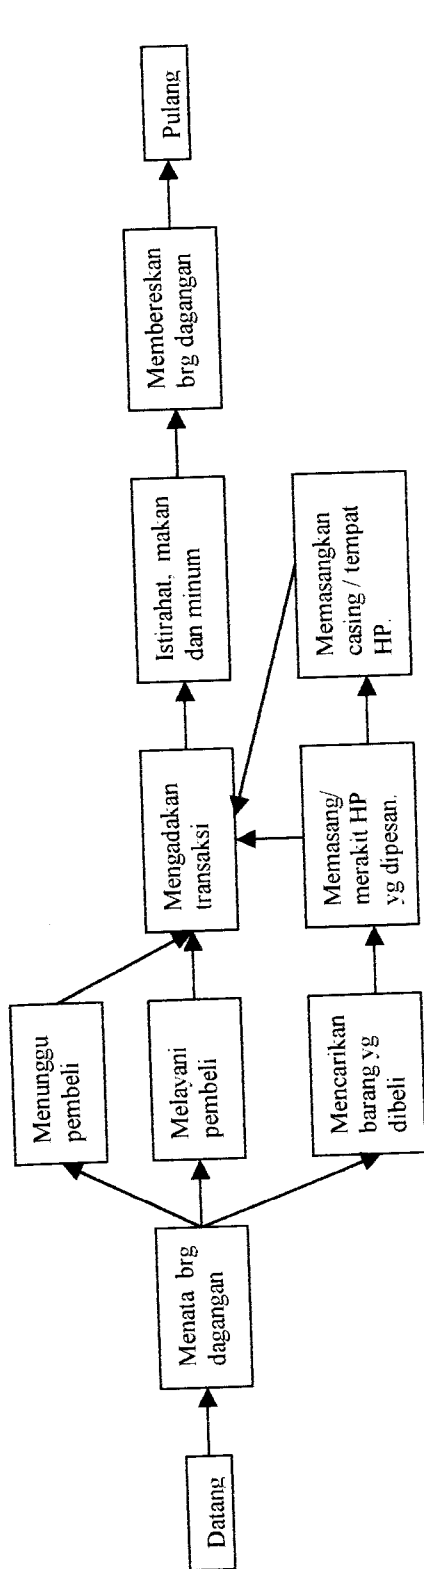 Datang
Menata brg
dagangan
Menunggu
pembeli
Melayani
pembeli
Mencarikan
barang yg
dibeli
Mengadakan
transaksi
Memasang/
merakit HP
yg dipesan.
Istirahat, makan
dan minum
Memasangkan
casing / tempat
HP.
Membereskan
brg dagangan
Pulang